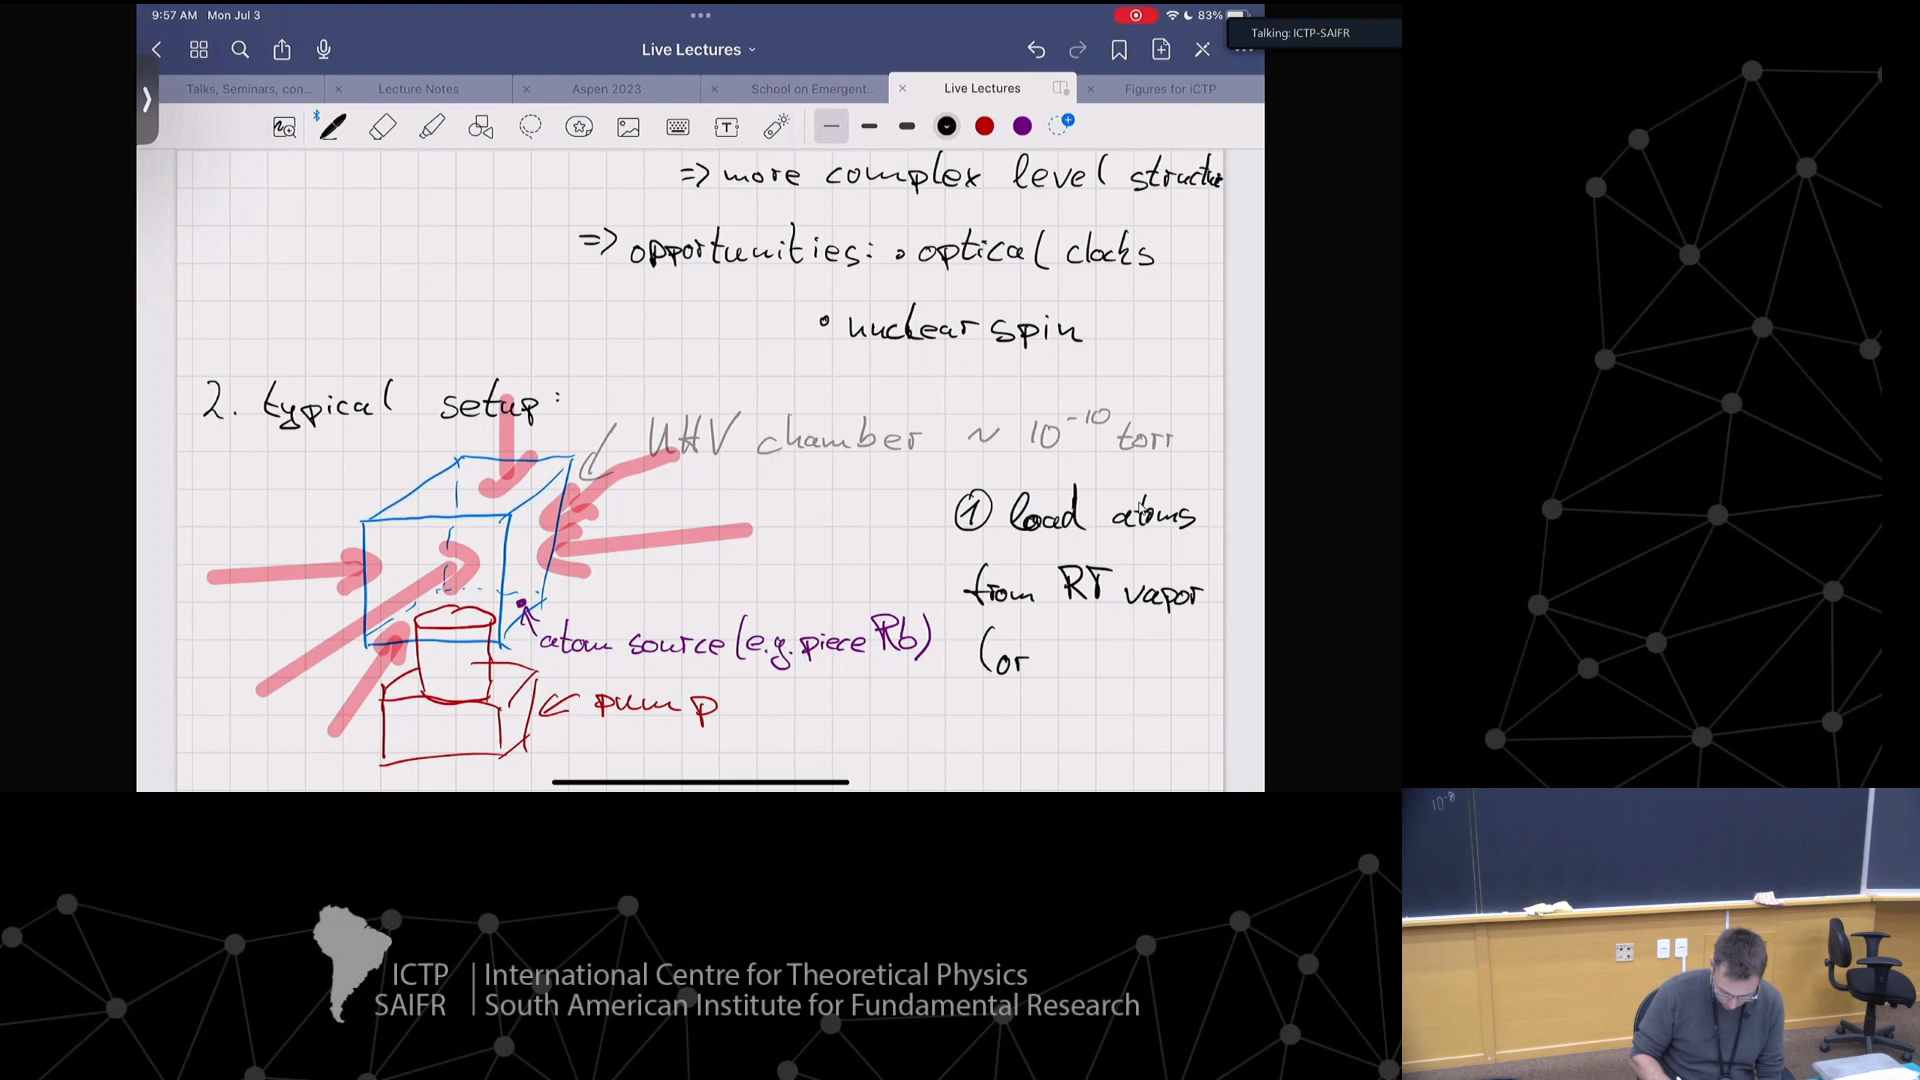 9:57 AM Mon Jul 3
83%
Talking: ICTP-SAIFR
Live Lectures
Talks, Seminars, con...
Lecture Notes
Aspen 2023
School on Emergent...
Live Lectures
Figures for iCTP
=> more complex level structure
=> opportunities: • optical clocks
• nuclear spin
2. typical setup:
UHV chamber ~ 10^-10 torr
① load atoms
from RT vapor
(or
atom source (e.g. piece Rb)
pump
10^-8
ICTP | International Centre for Theoretical Physics
SAIFR | South American Institute for Fundamental Research